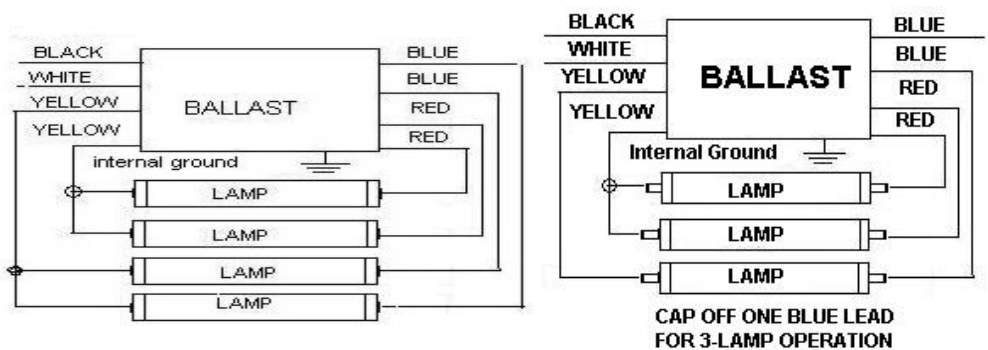 BLACK
WHITE
YELLOW
YELLOW
BALLAST
BLUE
BLUE
RED
RED
internal ground
LAMP
LAMP
LAMP
LAMP
BLACK
WHITE
YELLOW
YELLOW
BALLAST
BLUE
BLUE
RED
RED
Internal Ground
LAMP
LAMP
LAMP
CAP OFF ONE BLUE LEAD
FOR 3-LAMP OPERATION